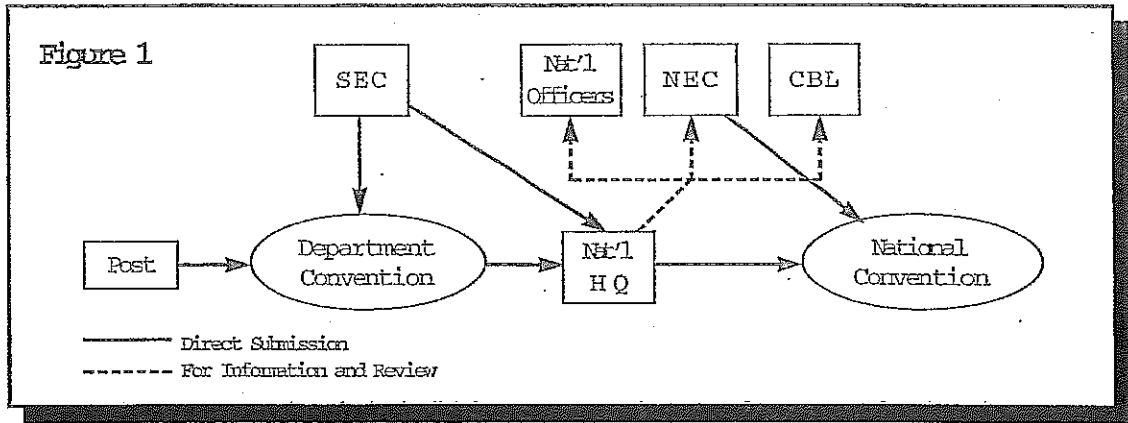 Figure 1
SEC
Nat'l
Officers
NEC
CBL
Post
Department
Convention
Nat'l
HQ
National
Convention
Direct Submission
For Information and Review